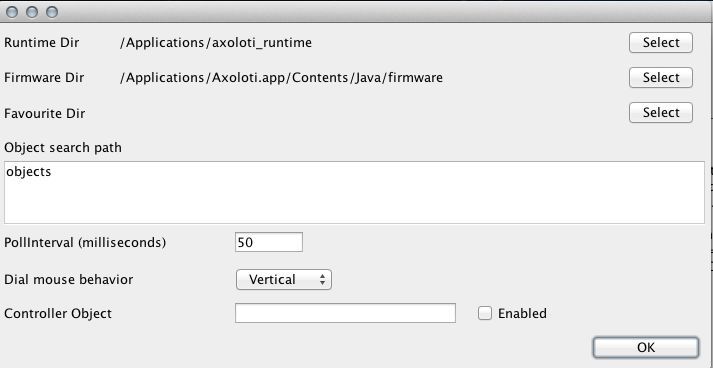 Runtime Dir /Applications/axoloti_runtime Select
Firmware Dir /Applications/Axoloti.app/Contents/Java/firmware Select
Favourite Dir Select
Object search path
objects
PollInterval (milliseconds) 50
Dial mouse behavior Vertical
Controller Object Enabled
OK